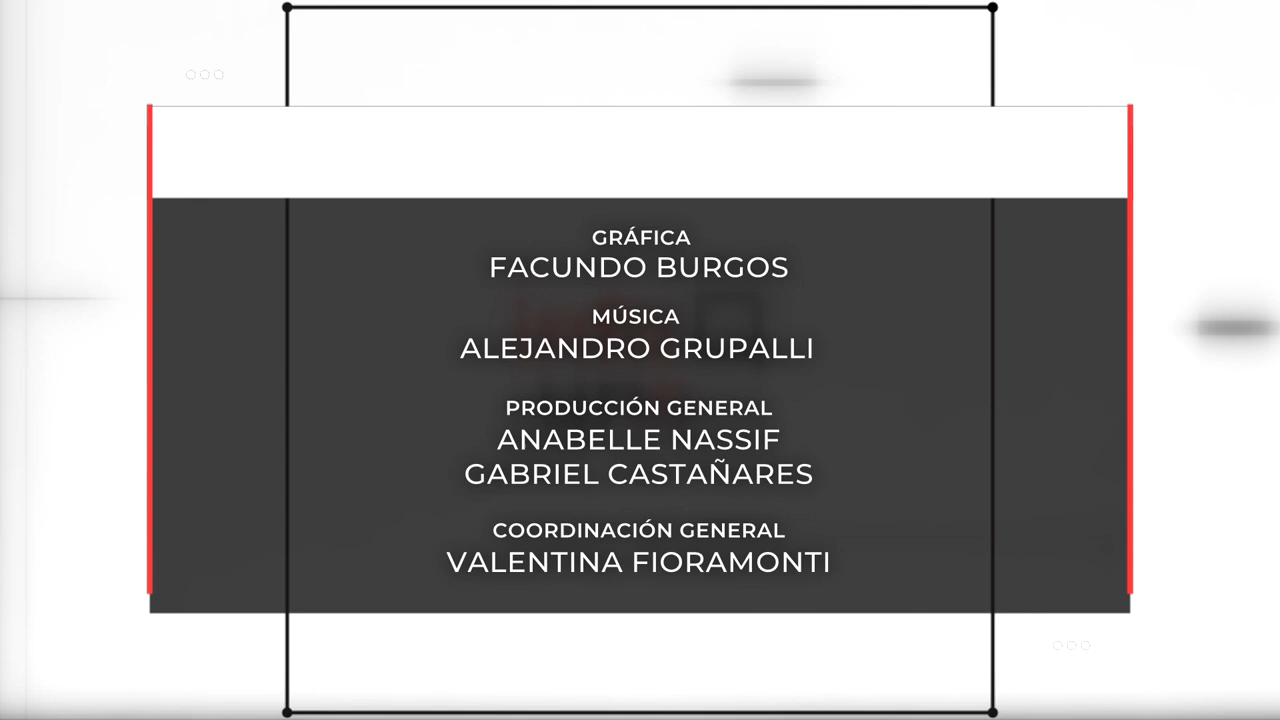 GRÁFICA
FACUNDO BURGOS
MÚSICA
ALEJANDRO GRUPALLI
PRODUCCIÓN GENERAL
ANABELLE NASSIF
GABRIEL CASTAÑARES
COORDINACIÓN GENERAL
VALENTINA FIORAMONTI